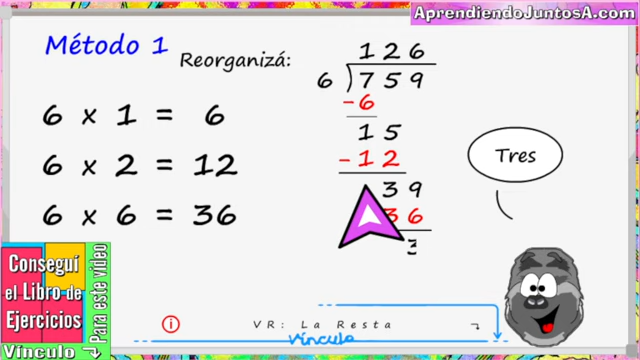 AprendiendoJuntosA.com
Método 1
Reorganizá:
6 x 1 = 6
6 x 2 = 12
6 x 6 = 36
126
6 )759
-6
15
-12
39
36
3
Tres
Conseguí
el Libro de
Ejercicios
Vínculo
Para este video
VR: La Resta
vínculo